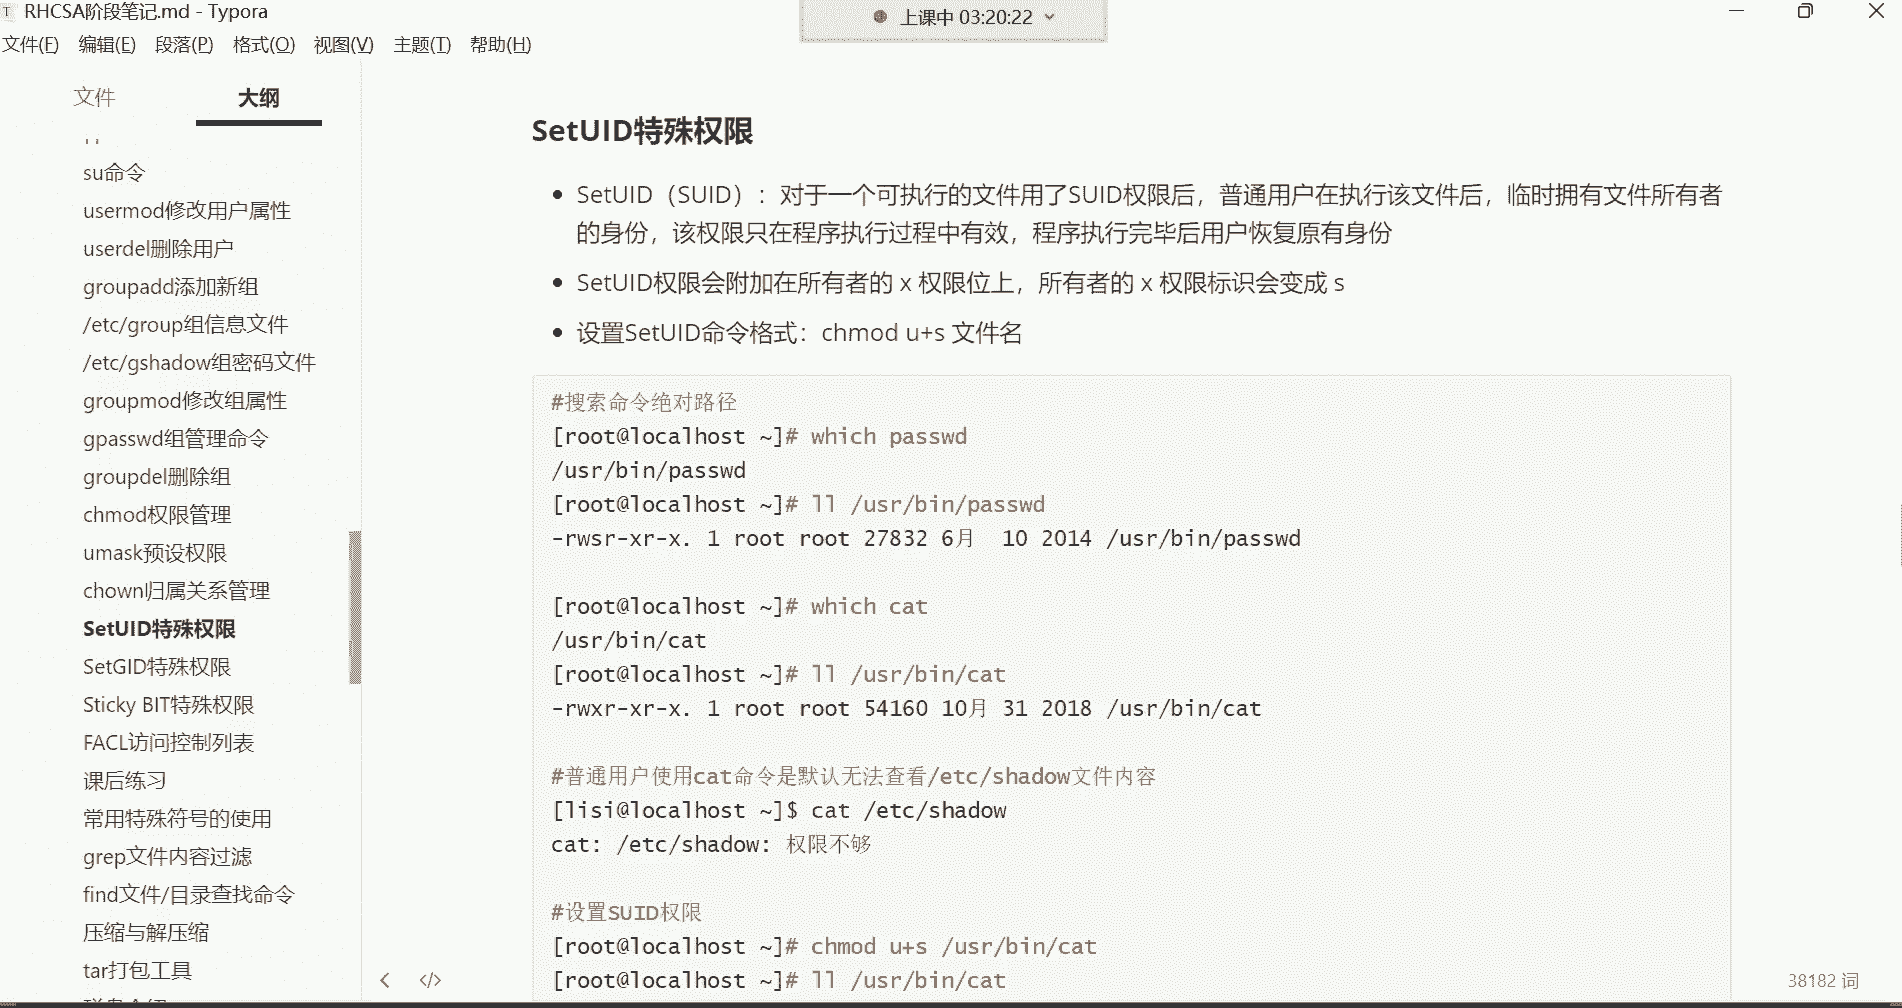 RHCSA阶段笔记.md - Typora
上课中 03:20:22
文件(F) 编辑(E) 段落(P) 格式(O) 视图(V) 主题(T) 帮助(H)
文件 大纲
su命令
usermod修改用户属性
userdel删除用户
groupadd添加新组
/etc/group组信息文件
/etc/gshadow组密码文件
groupmod修改组属性
gpasswd组管理命令
groupdel删除组
chmod权限管理
umask预设权限
chown归属关系管理
SetUID特殊权限
SetGID特殊权限
Sticky BIT特殊权限
FACL访问控制列表
课后练习
常用特殊符号的使用
grep文件内容过滤
find文件/目录查找命令
压缩与解压缩
tar打包工具
SetUID特殊权限
SetUID（SUID）：对于一个可执行的文件用了SUID权限后，普通用户在执行该文件后，临时拥有文件所有者
的身份，该权限只在程序执行过程中有效，程序执行完毕后用户恢复原有身份
SetUID权限会附加在所有者的 x 权限位上，所有者的 x 权限标识会变成 s
设置SetUID命令格式：chmod u+s 文件名
#搜索命令绝对路径
[root@localhost ~]# which passwd
/usr/bin/passwd
[root@localhost ~]# ll /usr/bin/passwd
-rwsr-xr-x. 1 root root 27832 6月  10 2014 /usr/bin/passwd
[root@localhost ~]# which cat
/usr/bin/cat
[root@localhost ~]# ll /usr/bin/cat
-rwxr-xr-x. 1 root root 54160 10月 31 2018 /usr/bin/cat
#普通用户使用cat命令是默认无法查看/etc/shadow文件内容
[lisi@localhost ~]$ cat /etc/shadow
cat: /etc/shadow: 权限不够
#设置SUID权限
[root@localhost ~]# chmod u+s /usr/bin/cat
[root@localhost ~]# ll /usr/bin/cat
38182 词